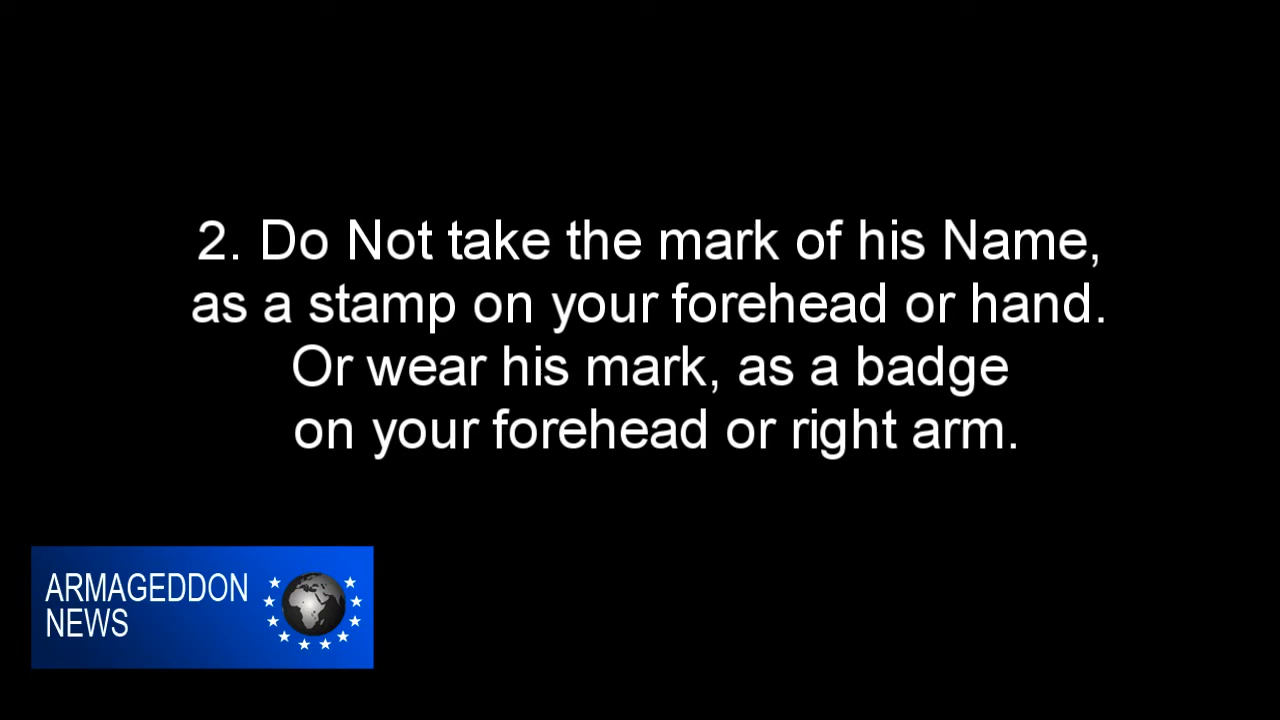 2. Do Not take the mark of his Name,
as a stamp on your forehead or hand.
Or wear his mark, as a badge
on your forehead or right arm.
ARMAGEDDON
NEWS